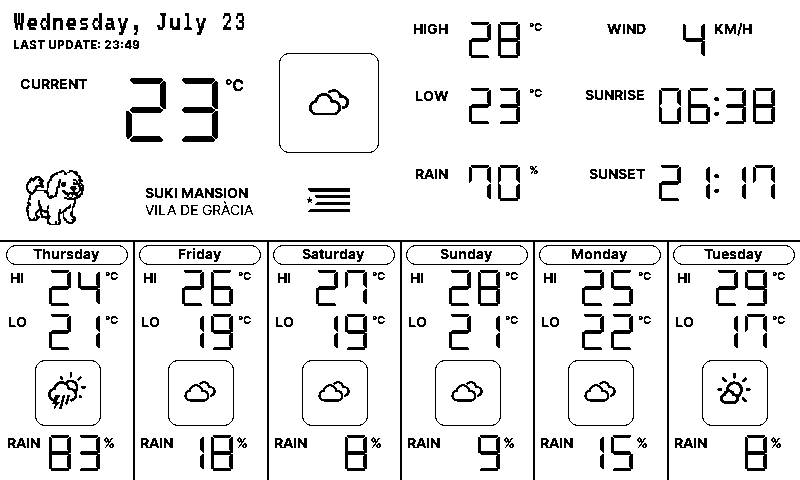 Wednesday, July 23
LAST UPDATE: 23:49
CURRENT 23 °C
SUKI MANSION
VILA DE GRÀCIA
HIGH 28 °C
LOW 23 °C
RAIN 70 %
WIND 4 KM/H
SUNRISE 06:38
SUNSET 21:17
Thursday
HI 24 °C
LO 21 °C
RAIN 83 %
Friday
HI 26 °C
LO 19 °C
RAIN 18 %
Saturday
HI 27 °C
LO 19 °C
RAIN 8 %
Sunday
HI 28 °C
LO 21 °C
RAIN 9 %
Monday
HI 25 °C
LO 22 °C
RAIN 15 %
Tuesday
HI 29 °C
LO 17 °C
RAIN 8 %